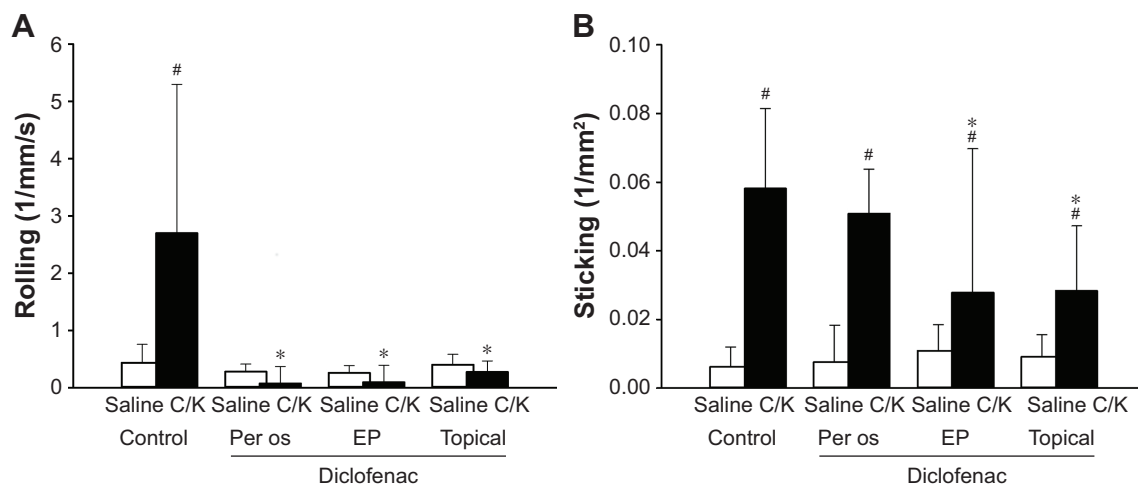 A
Rolling (1/mm/s)
6
5
4
3
2
1
0
#
*
*
*
Saline C/K Saline C/K Saline C/K Saline C/K
Control Per os EP Topical
Diclofenac
B
Sticking (1/mm²)
0.10
0.08
0.06
0.04
0.02
0.00
#
#
*
#
*
#
Saline C/K Saline C/K Saline C/K Saline C/K
Control Per os EP Topical
Diclofenac